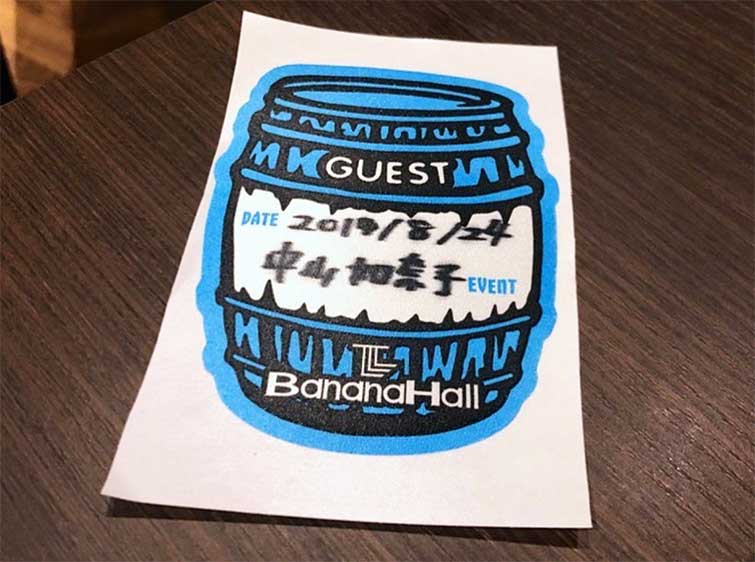 GUEST
DATE 2019/8/24
中山加奈子 EVENT
BananaHall